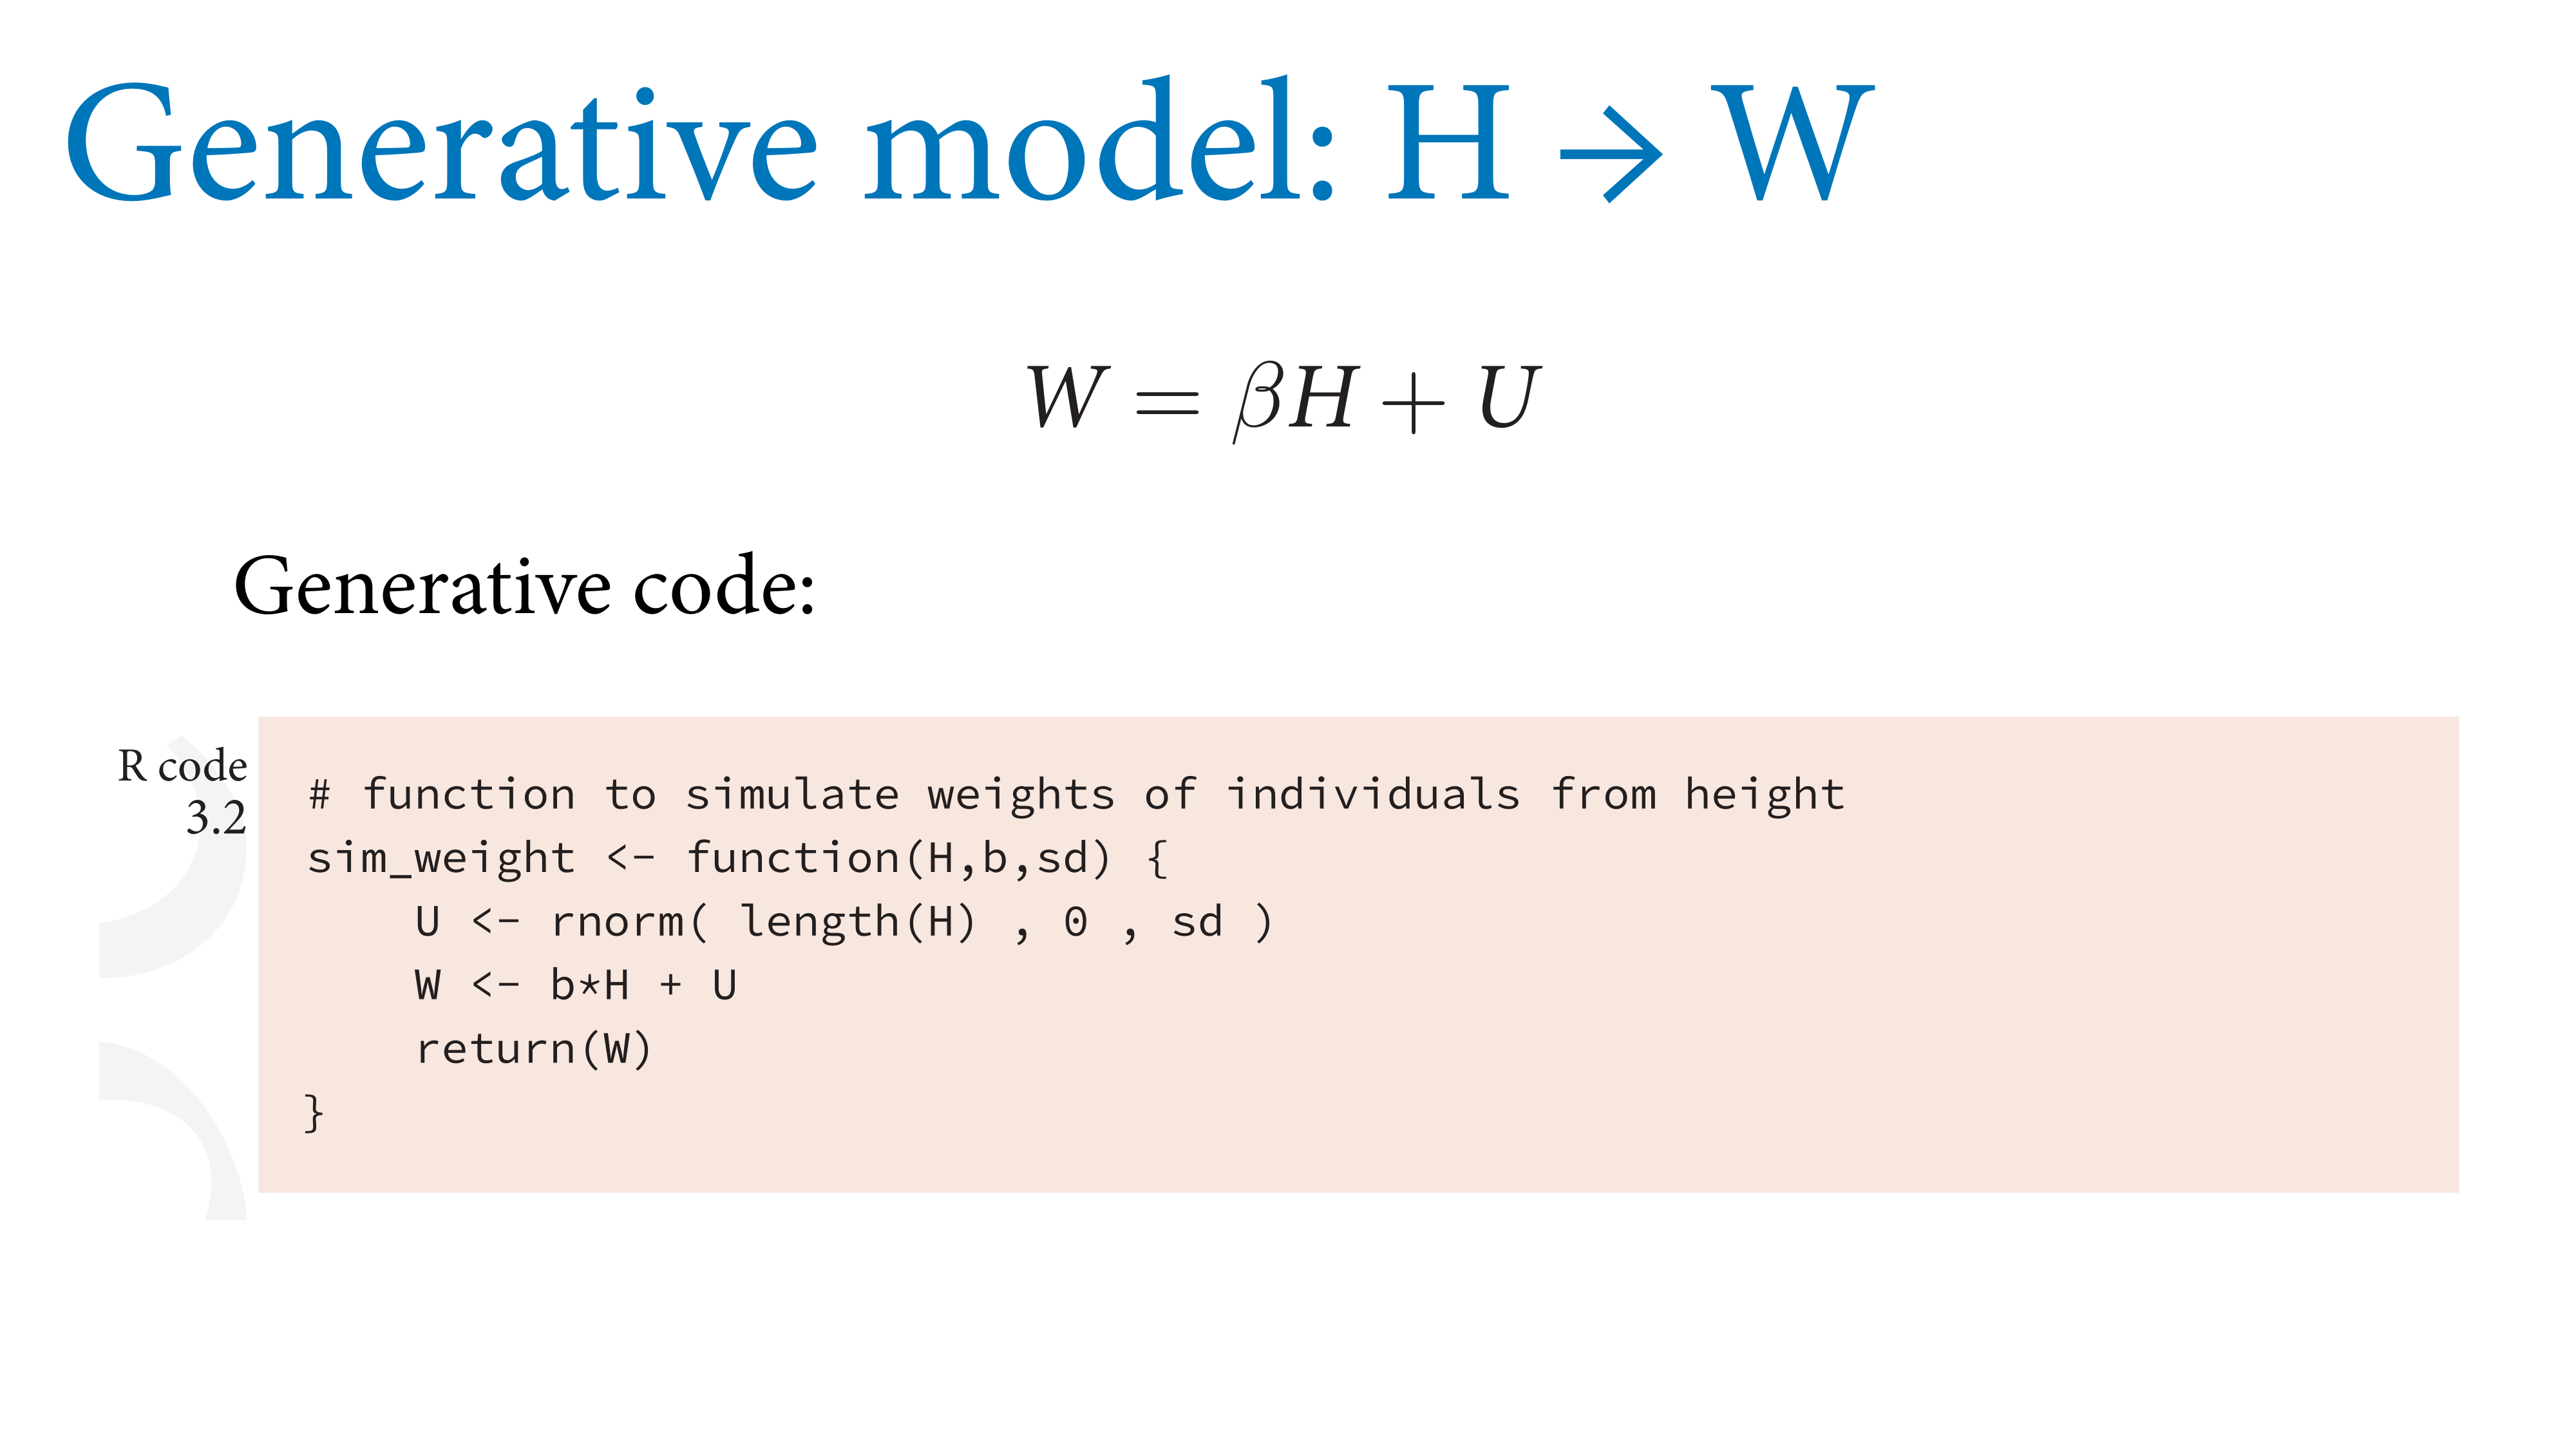 Generative model: H → W
W = βH + U
Generative code:
R code
3.2
# function to simulate weights of individuals from height
sim_weight <- function(H,b,sd) {
    U <- rnorm( length(H) , 0 , sd )
    W <- b*H + U
    return(W)
}